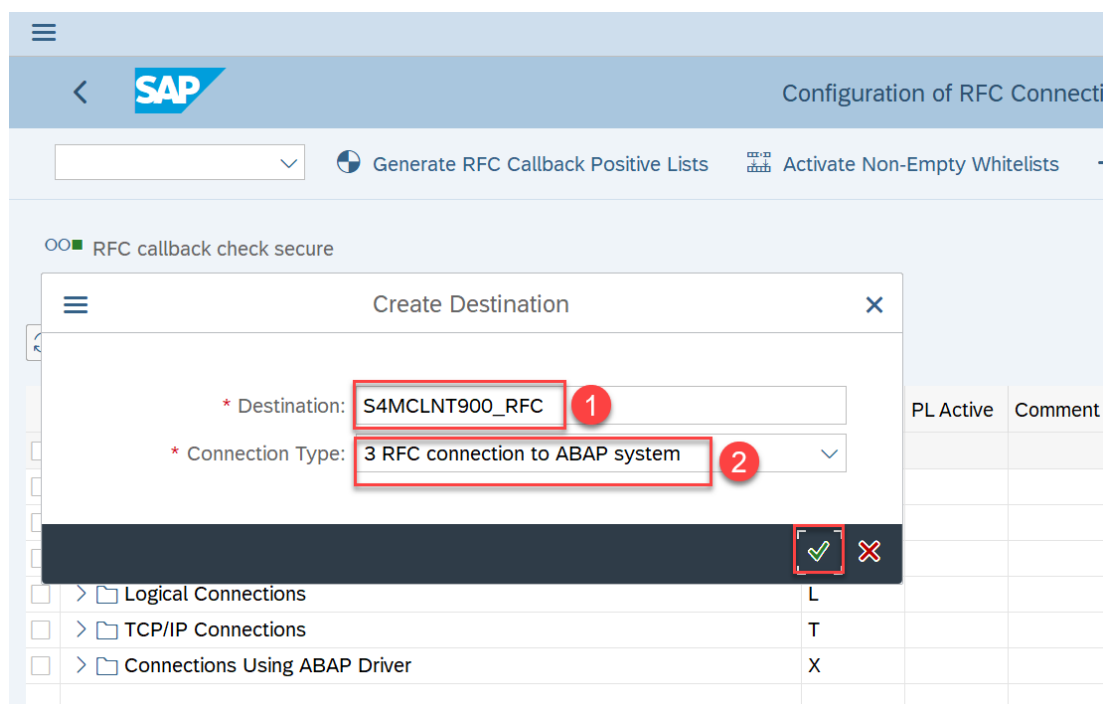 SAP
Configuration of RFC Connecti
Generate RFC Callback Positive Lists
Activate Non-Empty Whitelists
RFC callback check secure
Create Destination
* Destination: S4MCLNT900_RFC 1
PL Active Comment
* Connection Type: 3 RFC connection to ABAP system 2
Logical Connections L
TCP/IP Connections T
Connections Using ABAP Driver X